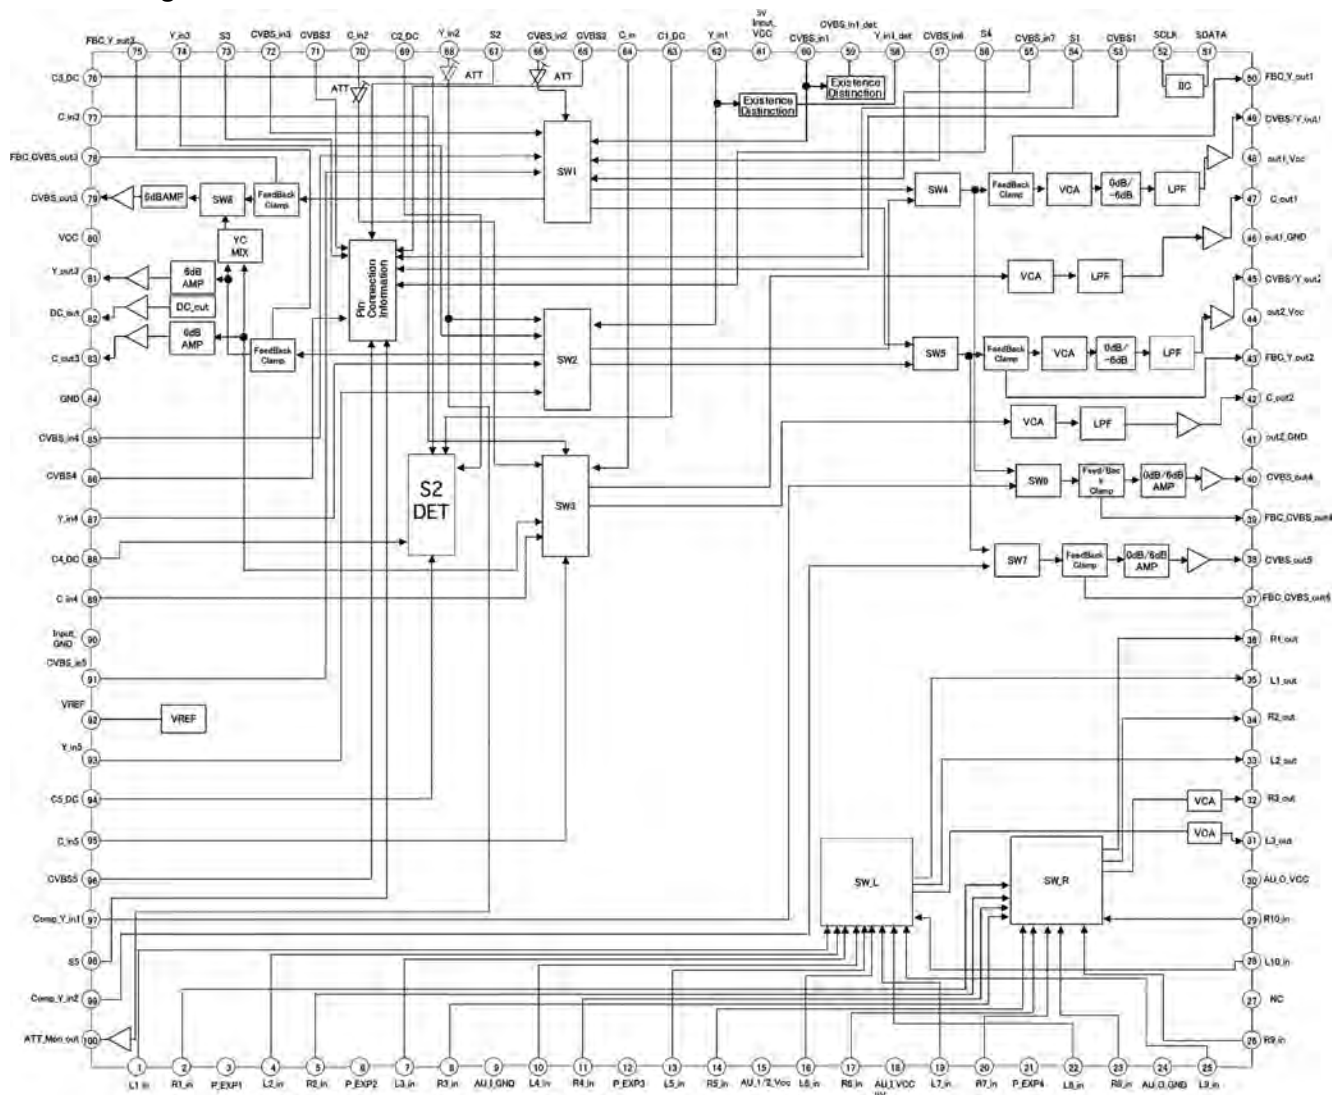 FBC_Y_out3 Y_in3 S3 CVBS_in3 CVBS3 C_in2 C2_DC Y_in2 S2 CVBS_in2 CVBS2 C_in C1_DC Y_in1 5V Input_VCC CVBS_in1 CVBS_in1_det Y_in1_det CVBS_in6 S4 CVBS_in7 S1 CVBS1 SCLK SDATA
75 74 73 72 71 70 69 68 67 66 65 64 63 62 61 60 59 58 57 56 55 54 53 52 51
C3_DC 76
ATT ATT ATT
Existence Distinction
Existence Distinction
50 FBC_Y_out1
C_in3 77
49 CVBS/Y_out1
FBC_CVBS_out3 78
48 out1_Vcc
CVBS_out3 79
6dBAMP
SW8
FeedBack Clamp
SW1
SW4
FeedBack Clamp
VCA
0dB/-6dB
LPF
47 C_out1
VCC 80
YC MIX
46 out1_GND
Y_out3 81
6dB AMP
Pin Connection Information
VCA
LPF
45 CVBS/Y_out2
DC_out 82
DC_out
44 out2_Vcc
C_out3 83
6dB AMP
FeedBack Clamp
SW2
SW5
FeedBack Clamp
VCA
0dB/-6dB
LPF
43 FBC_Y_out2
GND 84
42 C_out2
VCA
LPF
CVBS_in4 85
41 out2_GND
CVBS4 86
S2 DET
SW3
SW6
Clamp
0dB/6dB AMP
40 CVBS_out4
Y_in4 87
39
C4_DC 88
SW7
FeedBack Clamp
0dB/6dB AMP
38 CVBS_out5
C_in4 89
37
Input_GND 90
36 R1_out
CVBS_in5 91
35 L1_out
VREF 92
VREF
34 R2_out
Y_in5 93
33 L2_out
C5_DC 94
VCA
32 R3_out
C_in5 95
VCA
31 L3_out
CVBS5 96
SW_L
SW_R
30 AU_O_VCC
Comp_Y_in1 97
29 R10_in
S5 98
28 L10_in
Comp_Y_in2 99
27 NC
ATT_Mon_out 100
26 R9_in
1 2 3 4 5 6 7 8 9 10 11 12 13 14 15 16 17 18 19 20 21 22 23 24 25
L1_in R1_in P_EXP1 L2_in R2_in P_EXP2 L3_in R3_in AU_I_GND L4_in R4_in P_EXP3 L5_in R5_in AU_1/2_Vcc L6_in R6_in AU_I_VCC L7_in R7_in P_EXP4 L8_in R8_in AU_O_GND L9_in